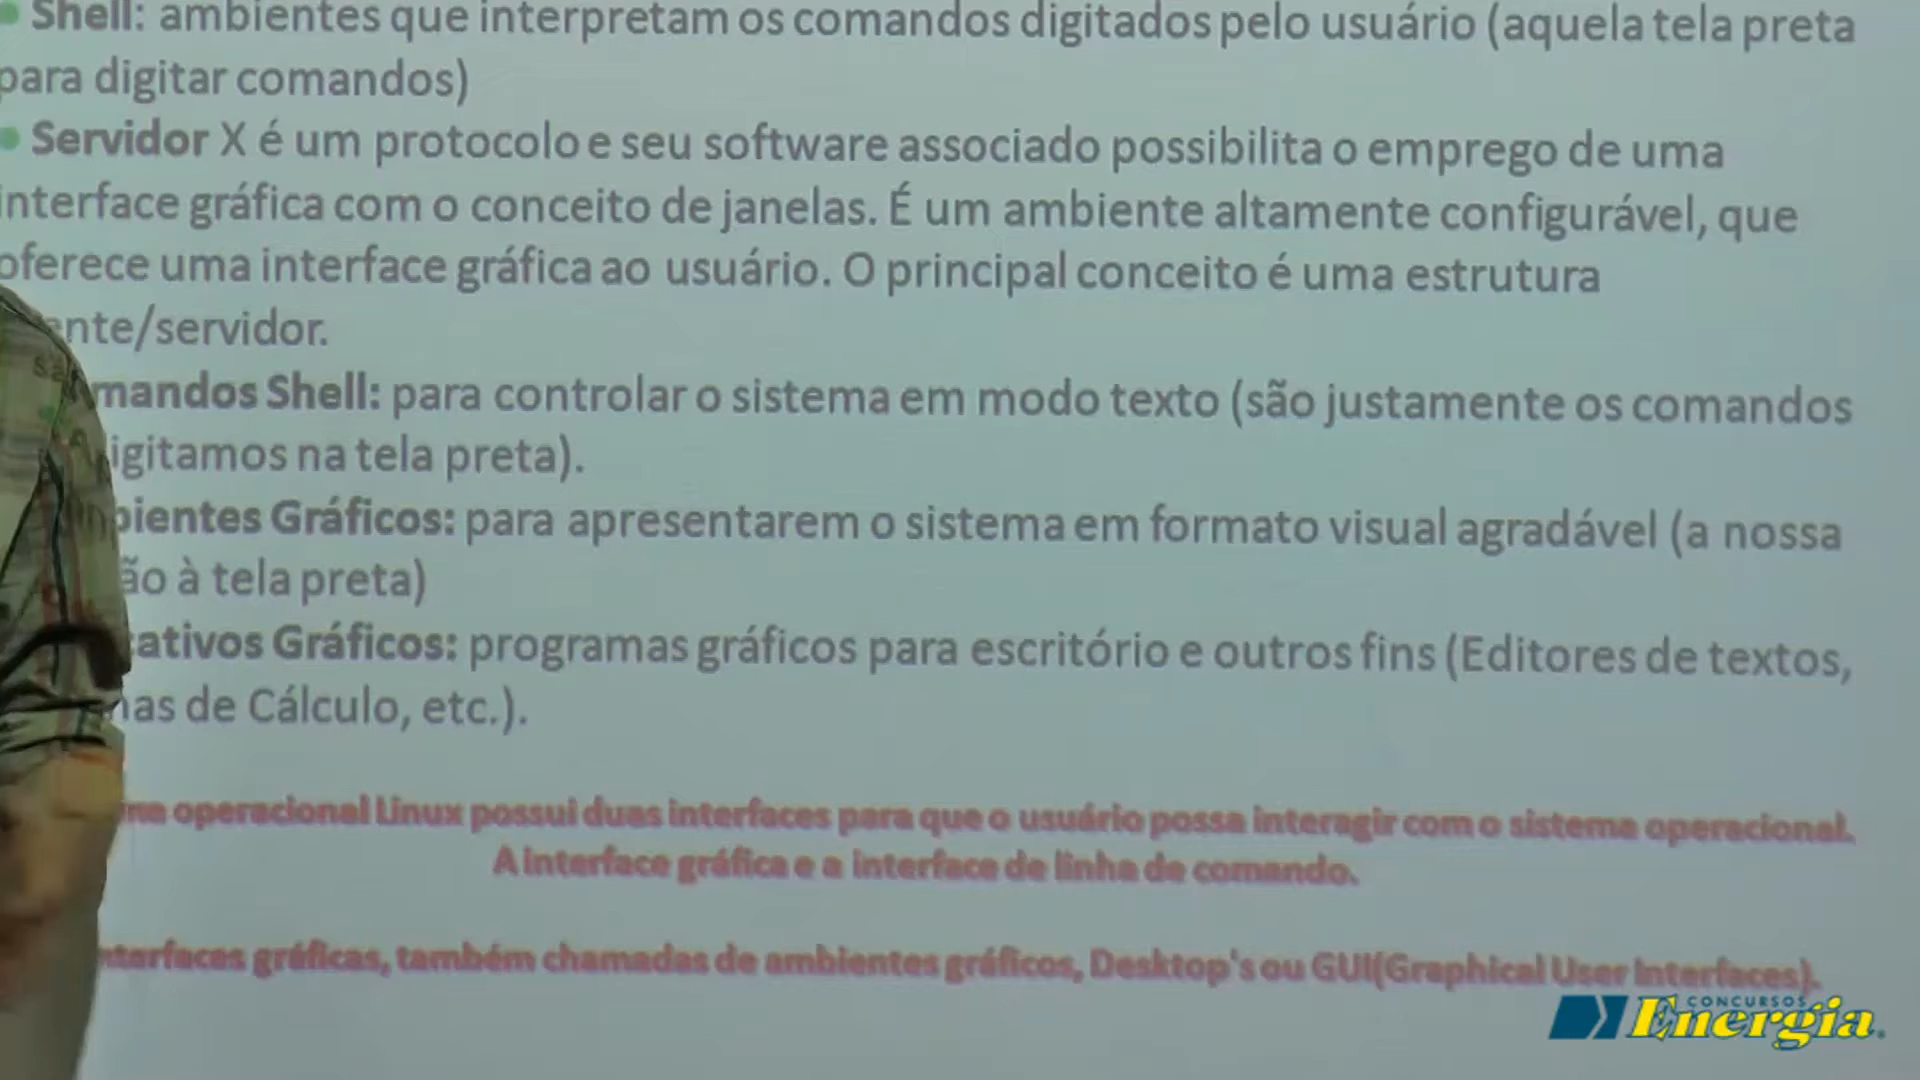 Shell: ambientes que interpretam os comandos digitados pelo usuário (aquela tela preta
para digitar comandos)
Servidor X é um protocolo e seu software associado possibilita o emprego de uma
interface gráfica com o conceito de janelas. É um ambiente altamente configurável, que
oferece uma interface gráfica ao usuário. O principal conceito é uma estrutura
ente/servidor.
mandos Shell: para controlar o sistema em modo texto (são justamente os comandos
igitamos na tela preta).
bientes Gráficos: para apresentarem o sistema em formato visual agradável (a nossa
ão à tela preta)
cativos Gráficos: programas gráficos para escritório e outros fins (Editores de textos,
has de Cálculo, etc.).
ma operacional Linux possui duas interfaces para que o usuário possa interagir com o sistema operacional.
A interface gráfica e a interface de linha de comando.
nterfaces gráficas, também chamadas de ambientes gráficos, Desktop's ou GUI(Graphical User Interfaces).
CONCURSOS
Energia